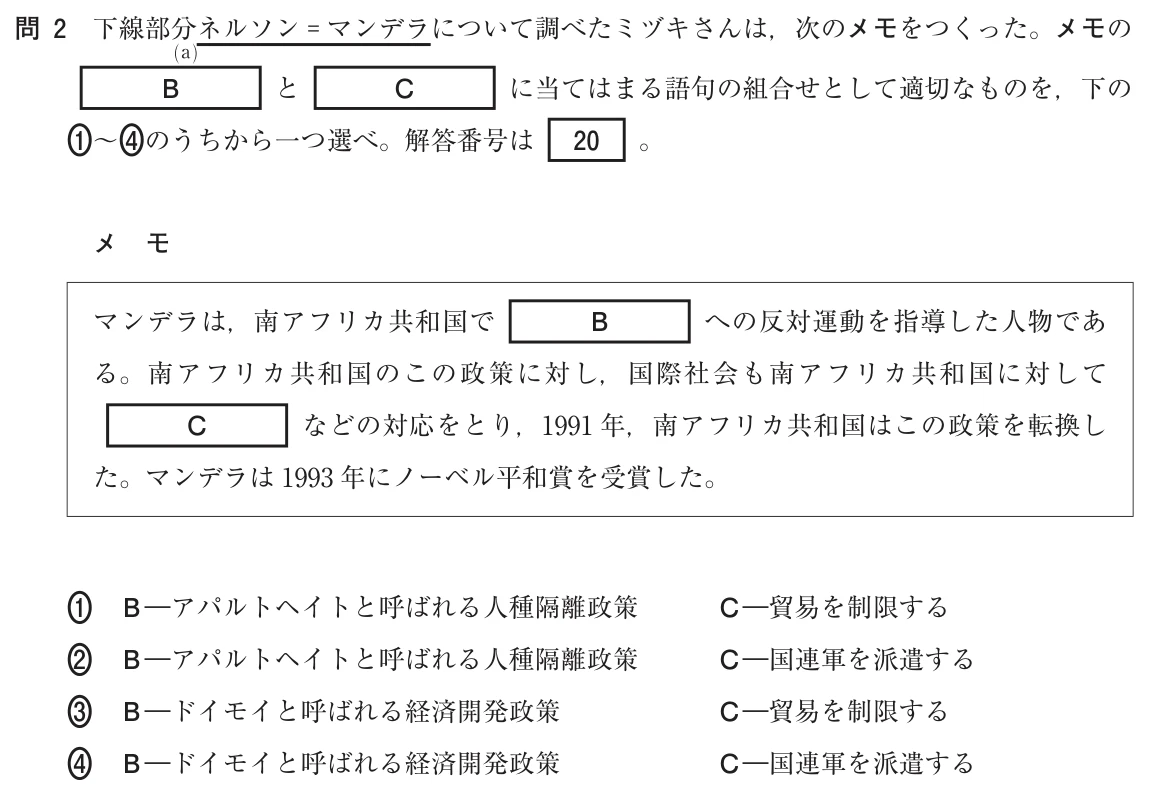 問 2 下線部分ネルソン＝マンデラについて調べたミヅキさんは，次のメモをつくった。メモの
(a)
B と C に当てはまる語句の組合せとして適切なものを，下の
①～④のうちから一つ選べ。解答番号は 20 。
メ モ
マンデラは，南アフリカ共和国で B への反対運動を指導した人物であ
る。南アフリカ共和国のこの政策に対し，国際社会も南アフリカ共和国に対して
C などの対応をとり，1991 年，南アフリカ共和国はこの政策を転換し
た。マンデラは 1993 年にノーベル平和賞を受賞した。
① B—アパルトヘイトと呼ばれる人種隔離政策 C—貿易を制限する
② B—アパルトヘイトと呼ばれる人種隔離政策 C—国連軍を派遣する
③ B—ドイモイと呼ばれる経済開発政策 C—貿易を制限する
④ B—ドイモイと呼ばれる経済開発政策 C—国連軍を派遣する